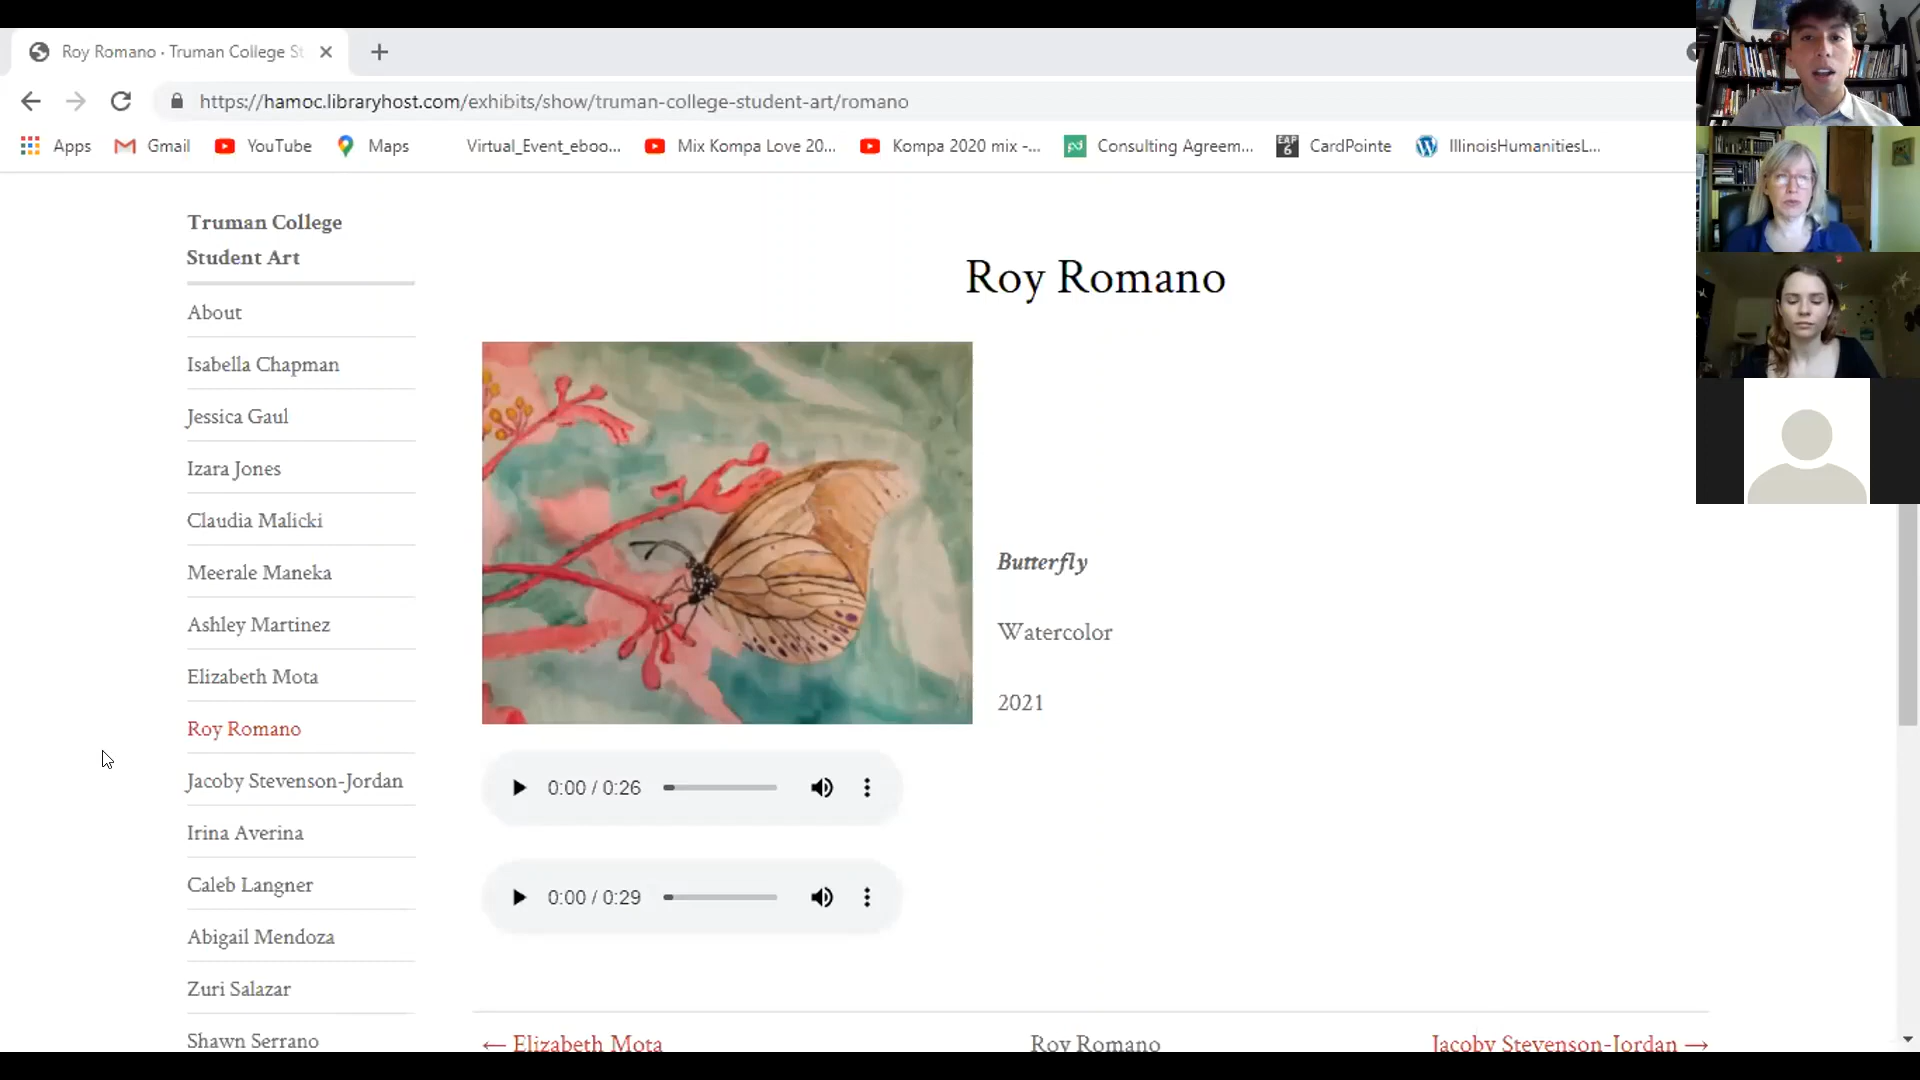 Roy Romano · Truman College St
https://hamoc.libraryhost.com/exhibits/show/truman-college-student-art/romano
Apps Gmail YouTube Maps Virtual_Event_eboo... Mix Kompa Love 20... Kompa 2020 mix -... Consulting Agreem... EAP 6 CardPointe IllinoisHumanitiesL...
Truman College
Student Art
About
Isabella Chapman
Jessica Gaul
Izara Jones
Claudia Malicki
Meerale Maneka
Ashley Martinez
Elizabeth Mota
Roy Romano
Jacoby Stevenson-Jordan
Irina Averina
Caleb Langner
Abigail Mendoza
Zuri Salazar
Shawn Serrano
Roy Romano
Butterfly
Watercolor
2021
0:00 / 0:26
0:00 / 0:29
← Elizabeth Mota Roy Romano Jacoby Stevenson-Jordan →